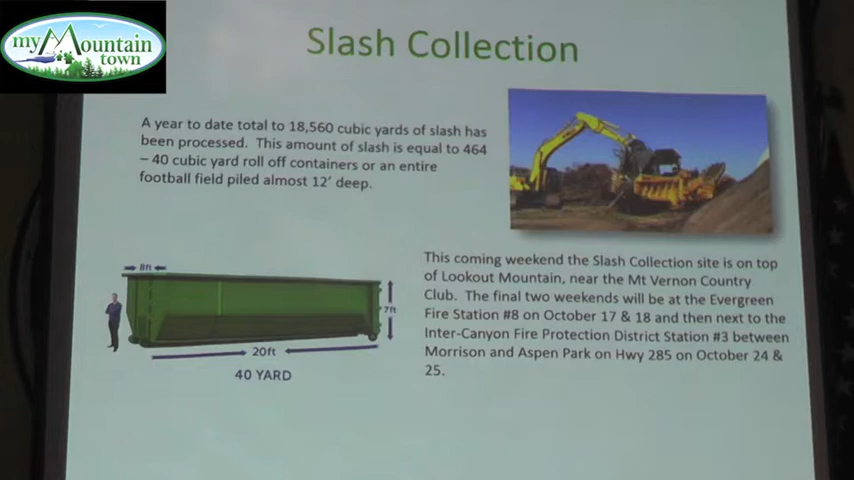 my Mountain
town
Slash Collection
A year to date total to 18,560 cubic yards of slash has
been processed. This amount of slash is equal to 464
– 40 cubic yard roll off containers or an entire
football field piled almost 12' deep.
8ft
7ft
20ft
40 YARD
This coming weekend the Slash Collection site is on top
of Lookout Mountain, near the Mt Vernon Country
Club. The final two weekends will be at the Evergreen
Fire Station #8 on October 17 & 18 and then next to the
Inter-Canyon Fire Protection District Station #3 between
Morrison and Aspen Park on Hwy 285 on October 24 &
25.